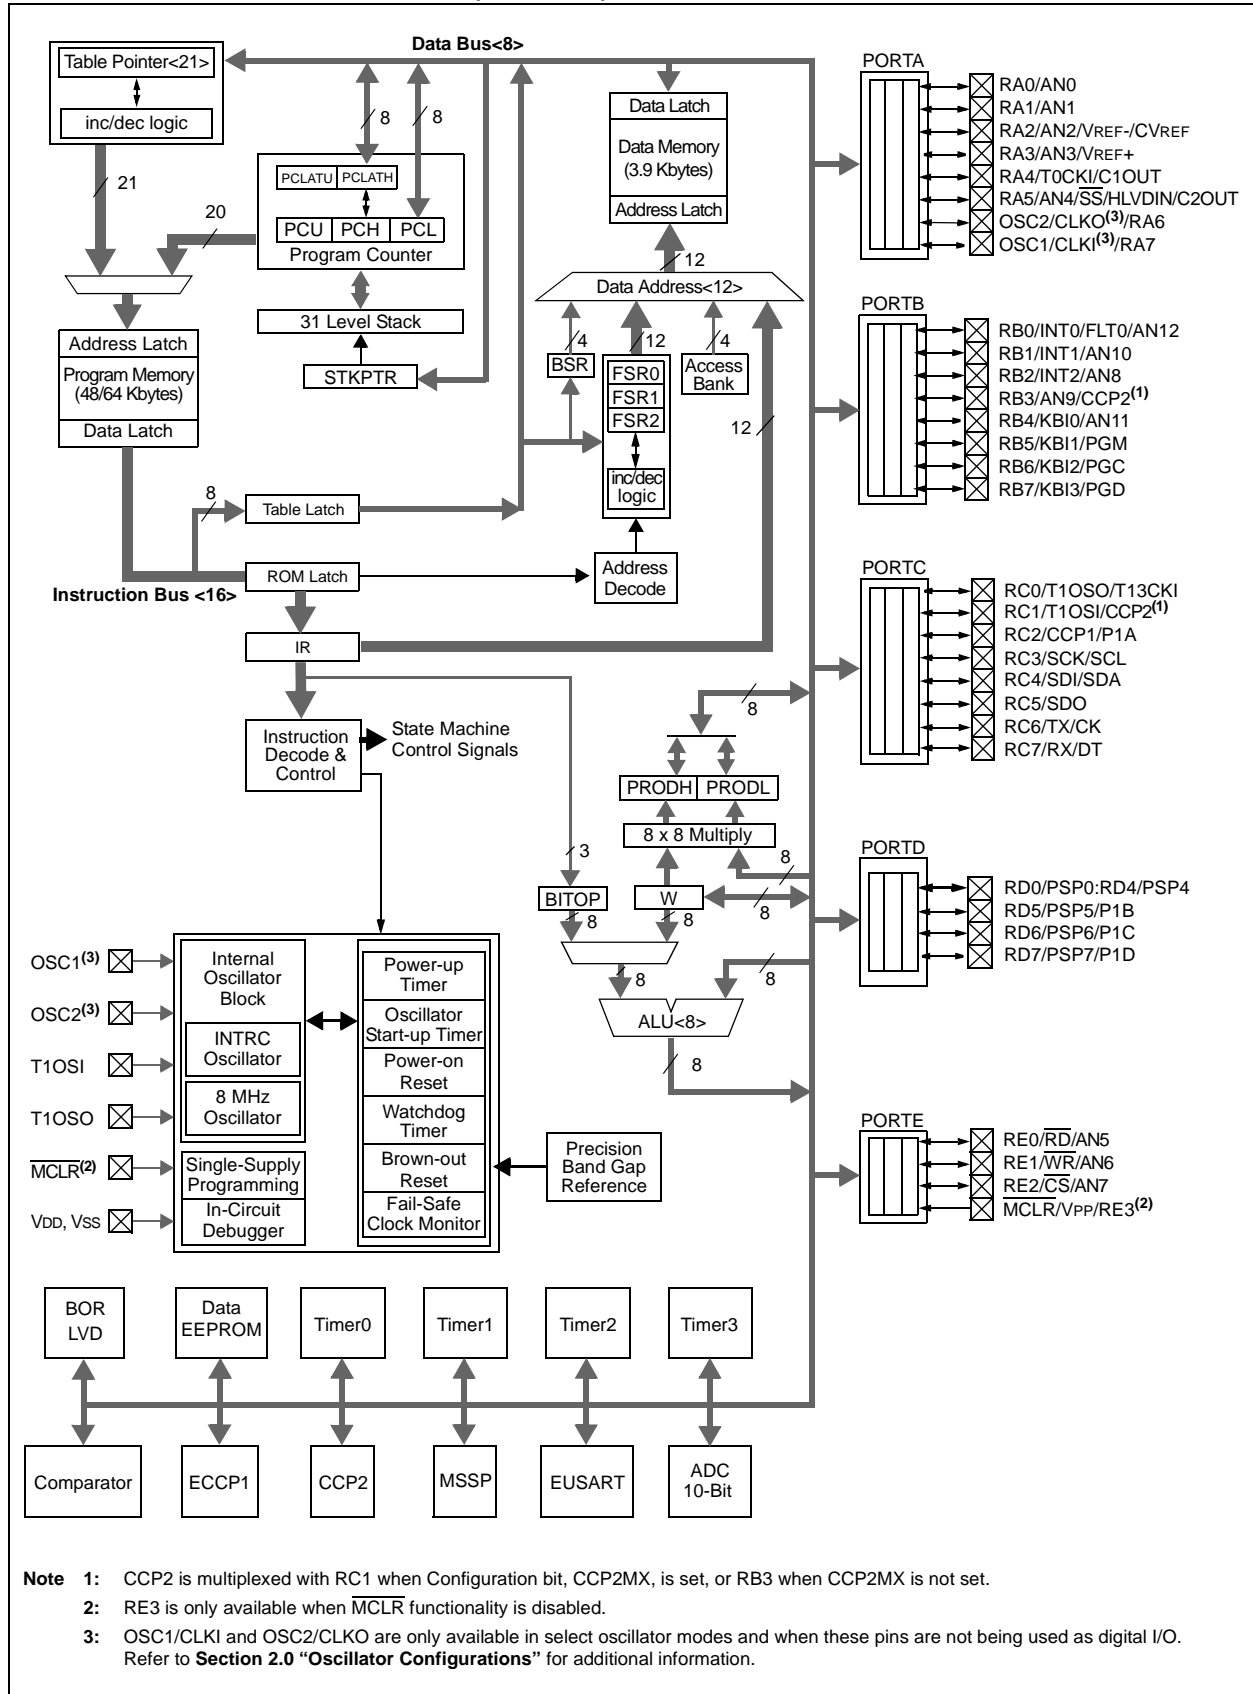 Data Bus<8>
Table Pointer<21>
inc/dec logic
21
20
8
8
PCLATU
PCLATH
PCU
PCH
PCL
Program Counter
31 Level Stack
STKPTR
Address Latch
Program Memory
(48/64 Kbytes)
Data Latch
8
Table Latch
ROM Latch
Instruction Bus <16>
IR
Data Latch
Data Memory
(3.9 Kbytes)
Address Latch
12
Data Address<12>
4
12
4
BSR
FSR0
FSR1
FSR2
inc/dec
logic
Access
Bank
12
Address
Decode
Instruction
Decode &
Control
State Machine
Control Signals
8
PRODH
PRODL
8 x 8 Multiply
3
8
BITOP
W
8
8
8
8
8
ALU<8>
8
OSC1(3)
OSC2(3)
T1OSI
T1OSO
MCLR(2)
VDD, VSS
Internal
Oscillator
Block
INTRC
Oscillator
8 MHz
Oscillator
Single-Supply
Programming
In-Circuit
Debugger
Power-up
Timer
Oscillator
Start-up Timer
Power-on
Reset
Watchdog
Timer
Brown-out
Reset
Fail-Safe
Clock Monitor
Precision
Band Gap
Reference
PORTA
RA0/AN0
RA1/AN1
RA2/AN2/VREF-/CVREF
RA3/AN3/VREF+
RA4/T0CKI/C1OUT
RA5/AN4/SS/HLVDIN/C2OUT
OSC2/CLKO(3)/RA6
OSC1/CLKI(3)/RA7
PORTB
RB0/INT0/FLT0/AN12
RB1/INT1/AN10
RB2/INT2/AN8
RB3/AN9/CCP2(1)
RB4/KBI0/AN11
RB5/KBI1/PGM
RB6/KBI2/PGC
RB7/KBI3/PGD
PORTC
RC0/T1OSO/T13CKI
RC1/T1OSI/CCP2(1)
RC2/CCP1/P1A
RC3/SCK/SCL
RC4/SDI/SDA
RC5/SDO
RC6/TX/CK
RC7/RX/DT
PORTD
RD0/PSP0:RD4/PSP4
RD5/PSP5/P1B
RD6/PSP6/P1C
RD7/PSP7/P1D
PORTE
RE0/RD/AN5
RE1/WR/AN6
RE2/CS/AN7
MCLR/VPP/RE3(2)
BOR
LVD
Data
EEPROM
Timer0
Timer1
Timer2
Timer3
Comparator
ECCP1
CCP2
MSSP
EUSART
ADC
10-Bit
Note 1: CCP2 is multiplexed with RC1 when Configuration bit, CCP2MX, is set, or RB3 when CCP2MX is not set.
2: RE3 is only available when MCLR functionality is disabled.
3: OSC1/CLKI and OSC2/CLKO are only available in select oscillator modes and when these pins are not being used as digital I/O.
Refer to Section 2.0 “Oscillator Configurations” for additional information.